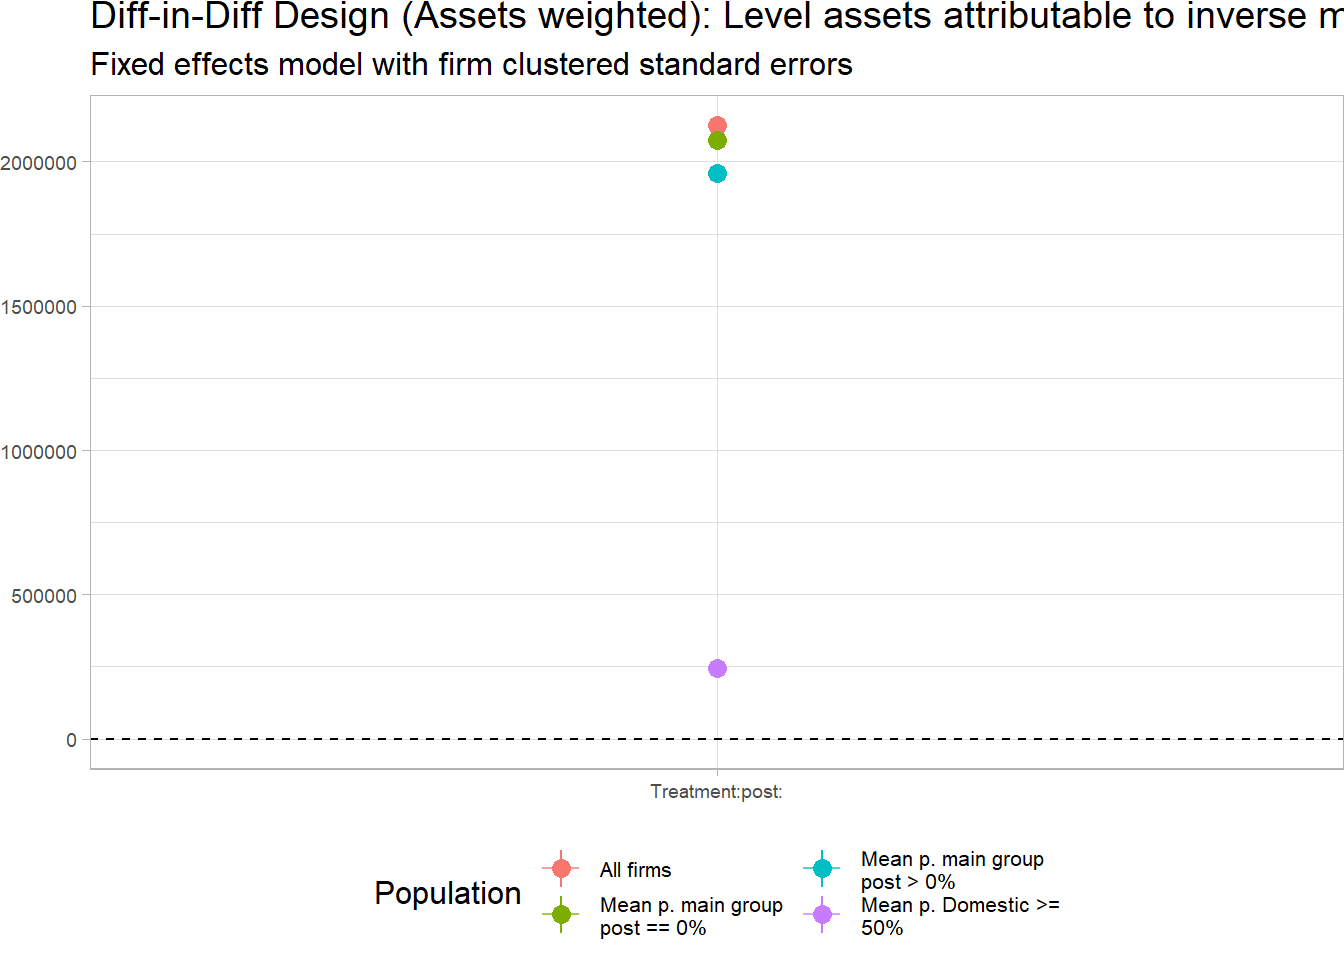 Diff-in-Diff Design (Assets weighted): Level assets attributable to inverse
Fixed effects model with firm clustered standard errors
2000000
1500000
1000000
500000
0
Treatment:post:
Population
All firms
Mean p. main group
post == 0%
Mean p. main group
post > 0%
Mean p. Domestic >=
50%